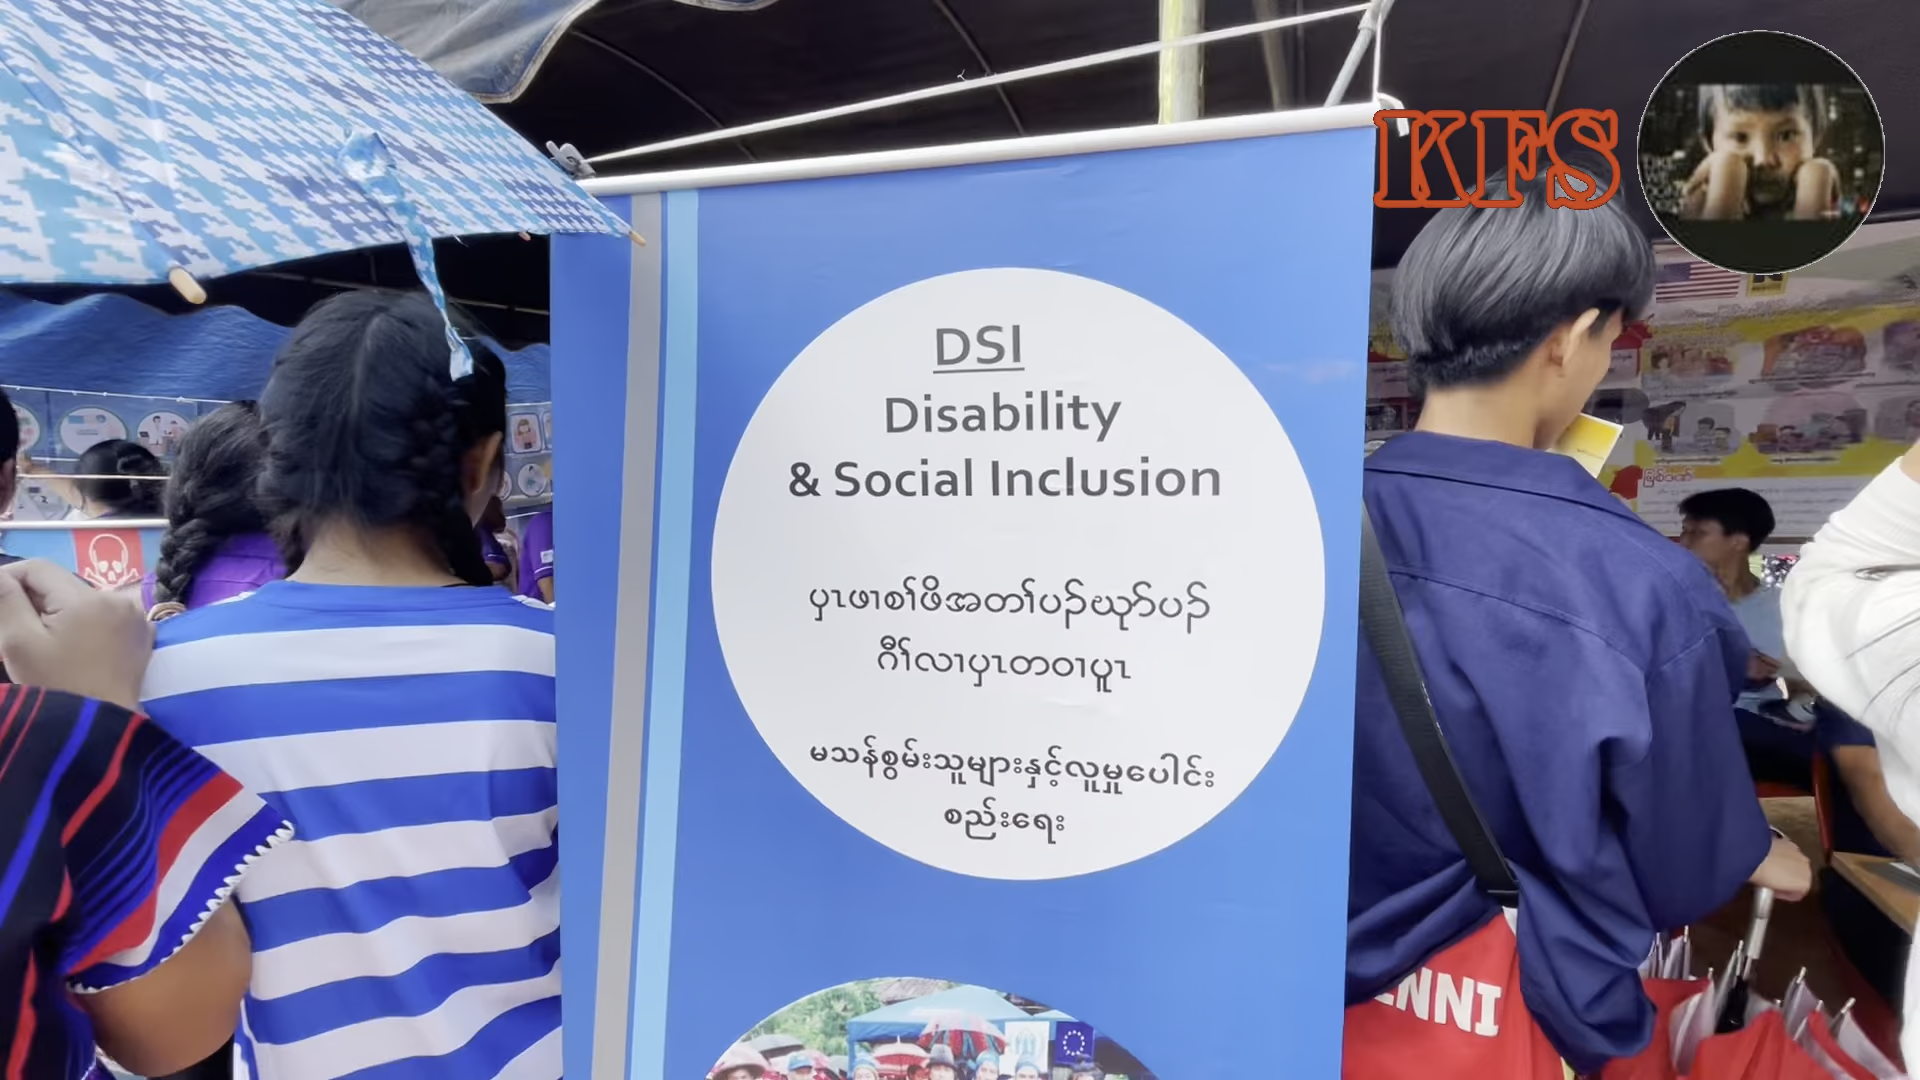 KFS
DSI
Disability
& Social Inclusion
ပှၤဖၢစၢ်ဖိအတၢ်ပၣ်ဃုာ်ပၣ်
ဂီၢ်လၢပှၤတဝၢပူၤ
မသန်စွမ်းသူများနှင့်လူမှုပေါင်း
စည်းရေး